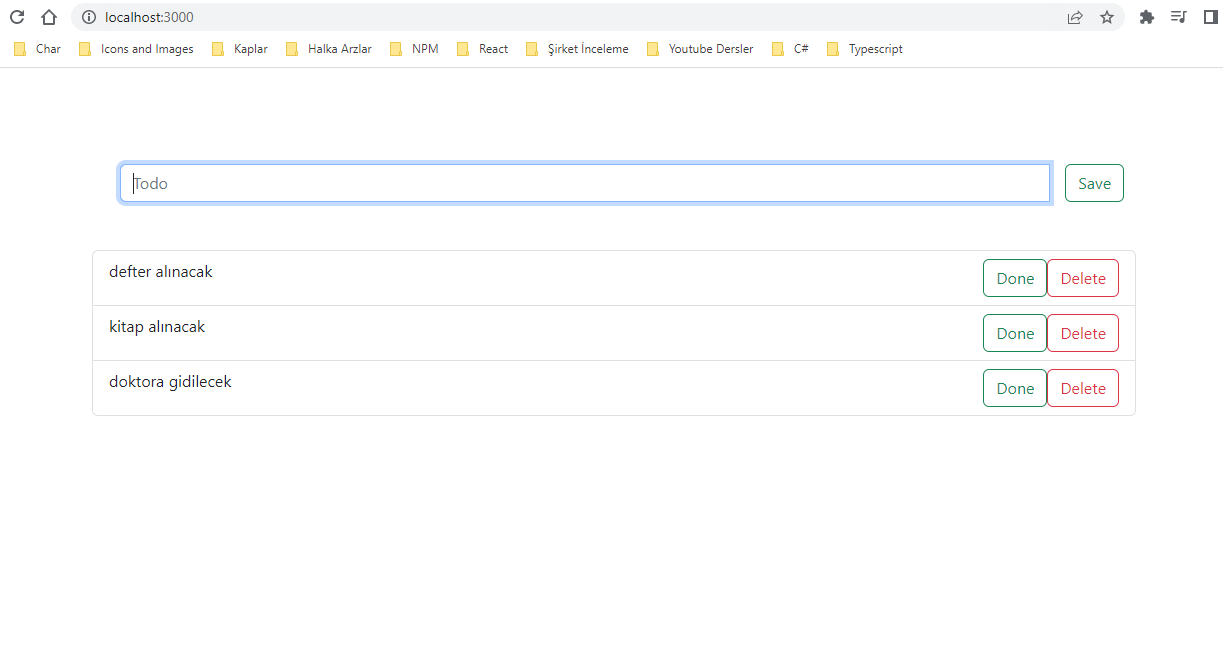 localhost:3000
Char Icons and Images Kaplar Halka Arzlar NPM React Şirket İnceleme Youtube Dersler C# Typescript
Todo Save
defter alınacak Done Delete
kitap alınacak Done Delete
doktora gidilecek Done Delete